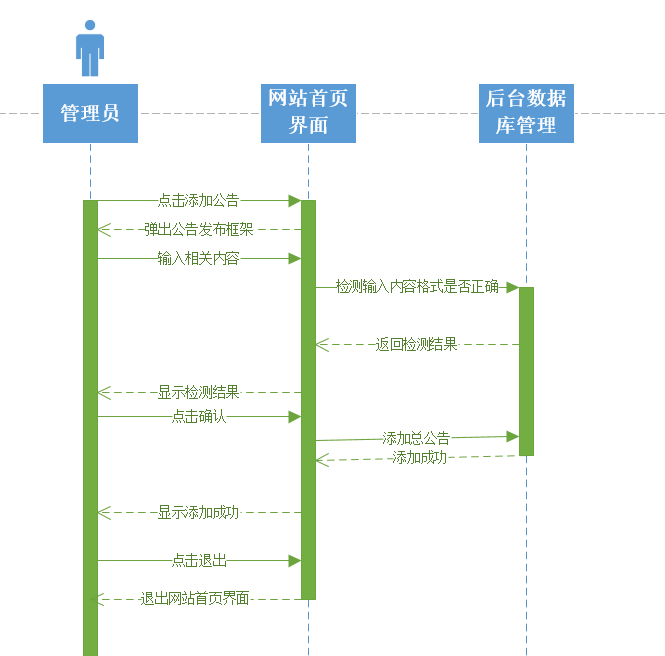 管理员
网站首页
界面
后台数据
库管理
点击添加公告
弹出公告发布框架
输入相关内容
检测输入内容格式是否正确
返回检测结果
显示检测结果
点击确认
添加总公告
添加成功
显示添加成功
点击退出
退出网站首页界面